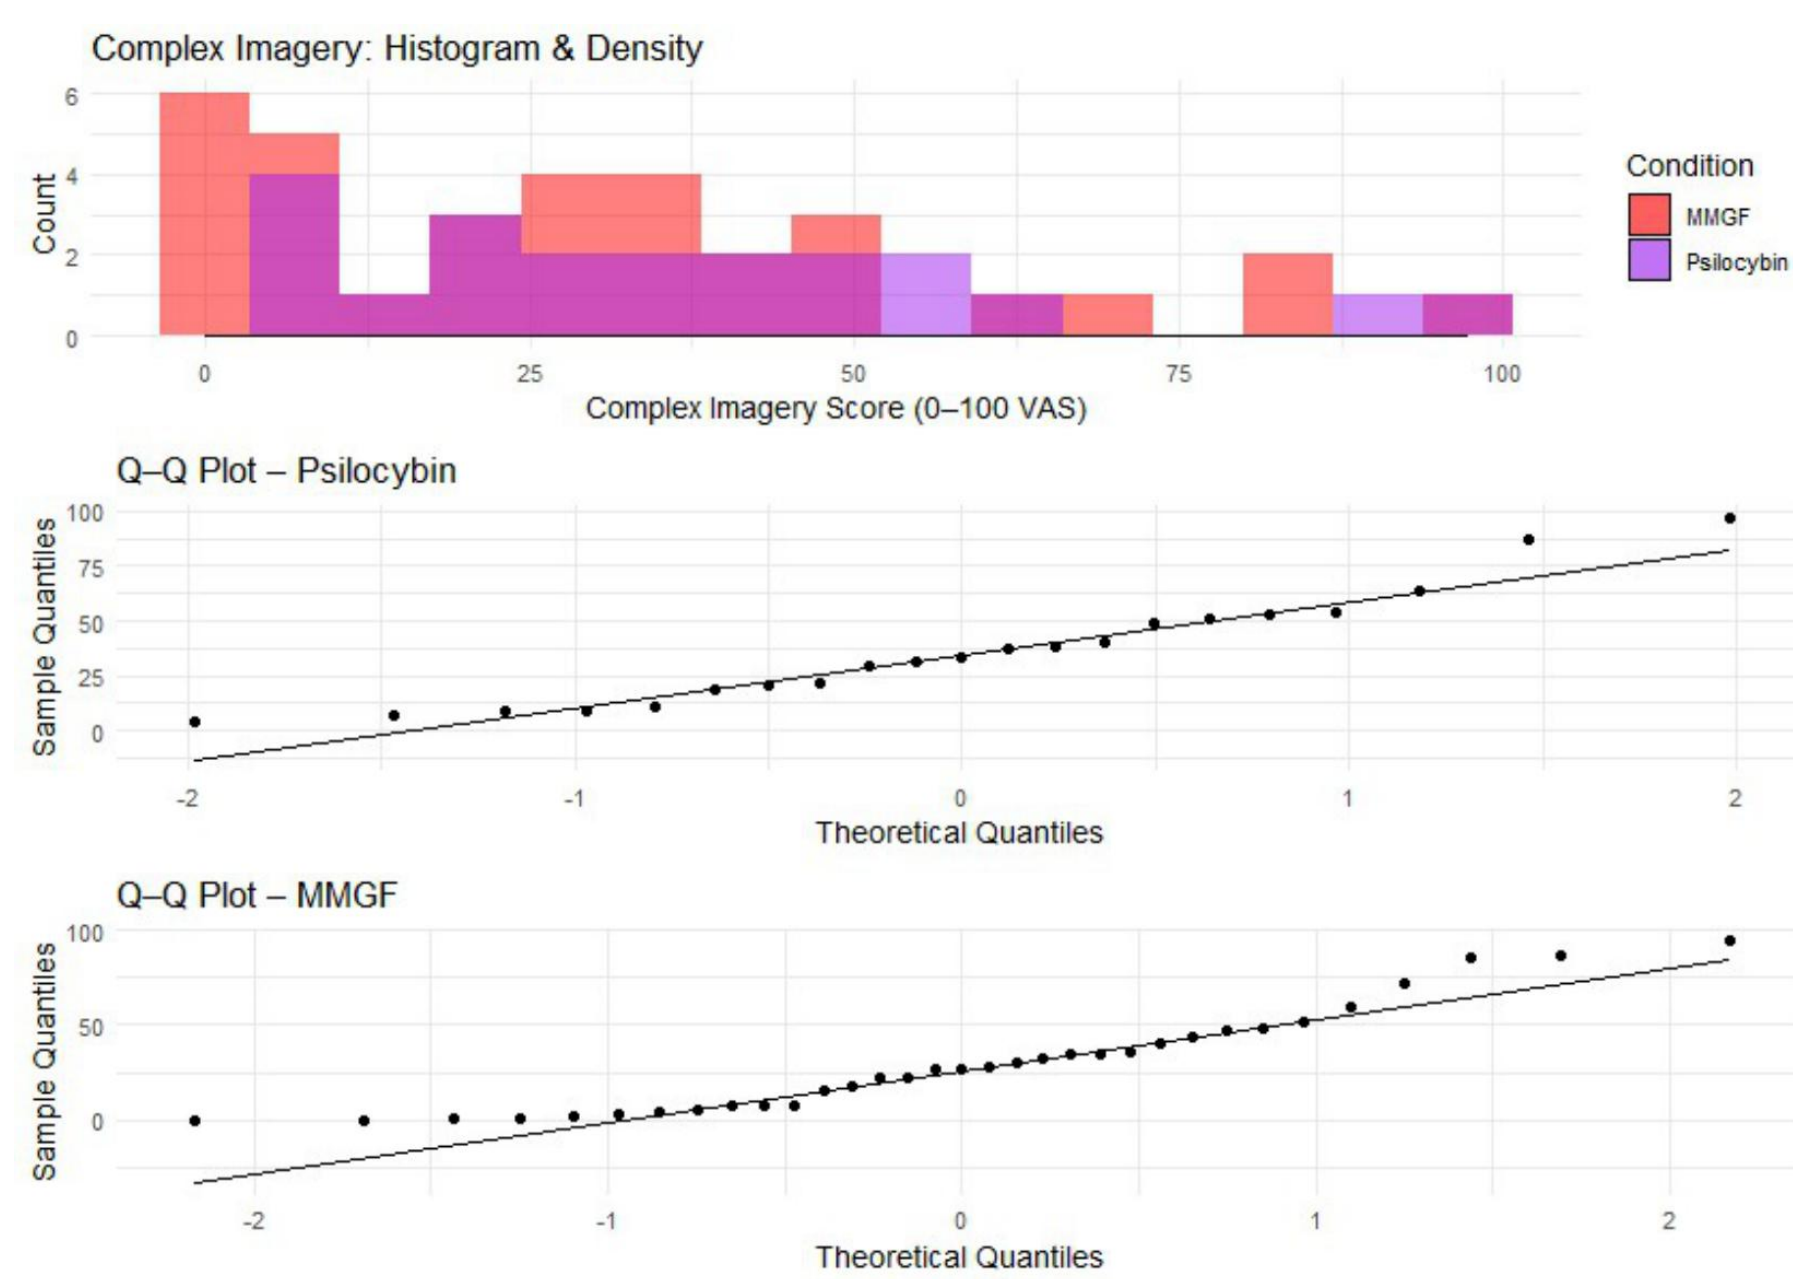 Complex Imagery: Histogram & Density
6
4
2
0
Count
0 25 50 75 100
Complex Imagery Score (0–100 VAS)
Condition
MMGF
Psilocybin
Q–Q Plot – Psilocybin
100
75
50
25
0
Sample Quantiles
-2 -1 0 1 2
Theoretical Quantiles
Q–Q Plot – MMGF
100
50
0
Sample Quantiles
-2 -1 0 1 2
Theoretical Quantiles